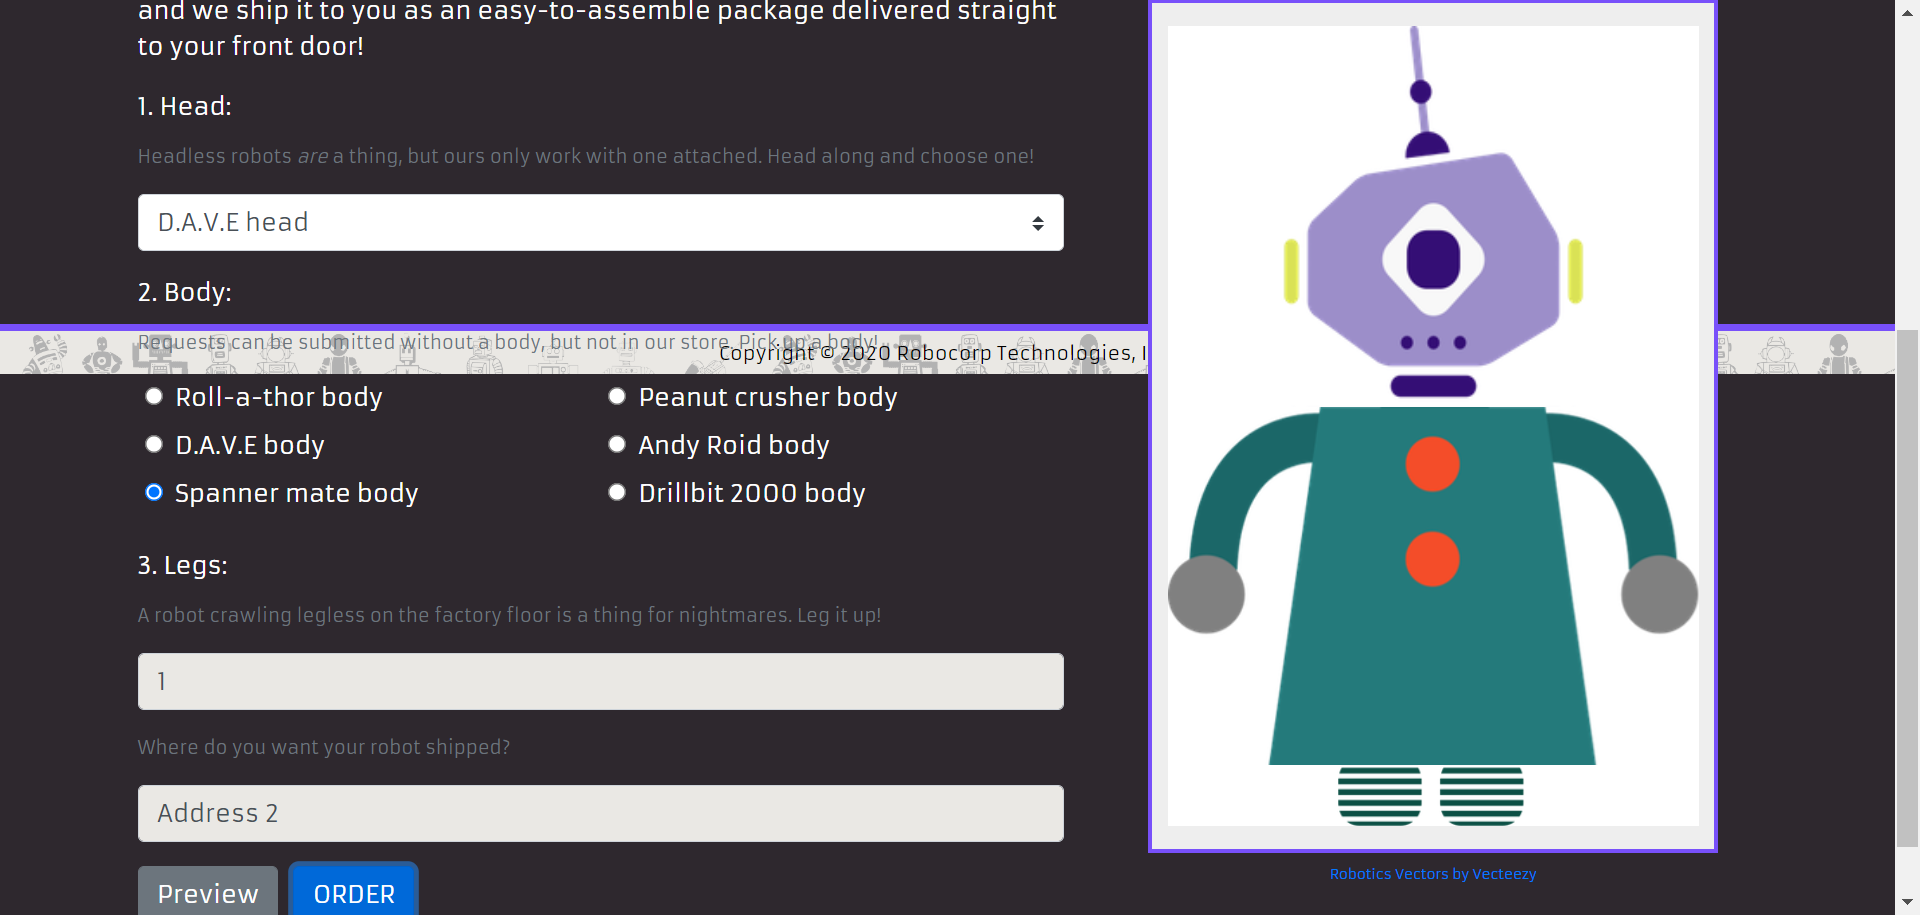 and we ship it to you as an easy-to-assemble package delivered straight
to your front door!
1. Head:
Headless robots are a thing, but ours only work with one attached. Head along and choose one!
D.A.V.E head
2. Body:
Requests can be submitted without a body, but not in our store. Pick up a body!
Copyright © 2020 Robocorp Technologies, I
Roll-a-thor body
Peanut crusher body
D.A.V.E body
Andy Roid body
Spanner mate body
Drillbit 2000 body
3. Legs:
A robot crawling legless on the factory floor is a thing for nightmares. Leg it up!
1
Where do you want your robot shipped?
Address 2
Preview
ORDER
Robotics Vectors by Vecteezy